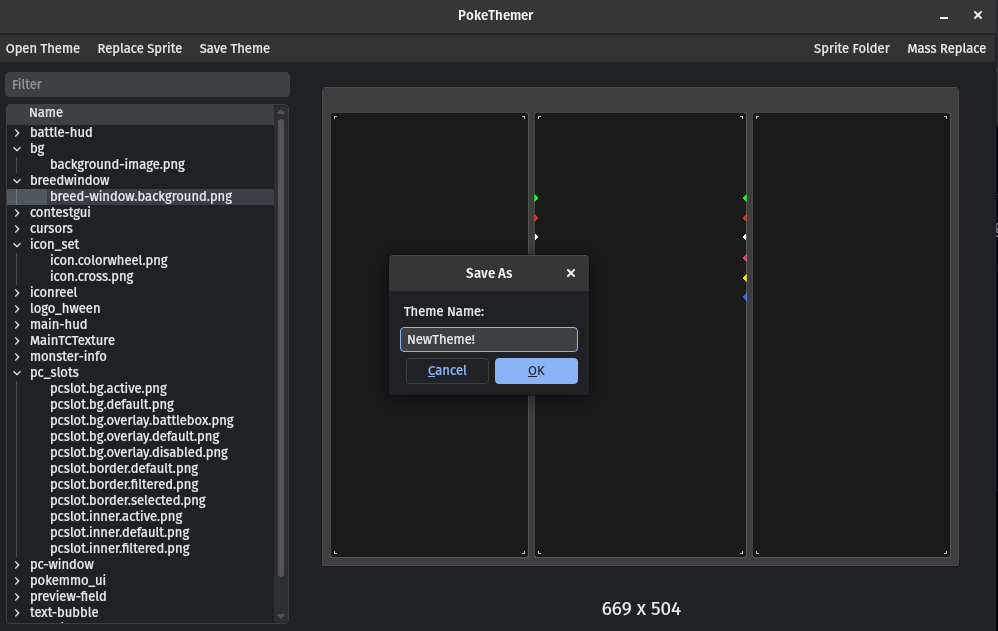 PokeThemer
Open Theme Replace Sprite Save Theme Sprite Folder Mass Replace
Filter
Name
battle-hud
bg
background-image.png
breedwindow
breed-window.background.png
contestgui
cursors
icon_set
icon.colorwheel.png
icon.cross.png
iconreel
logo_hween
main-hud
MainTCTexture
monster-info
pc_slots
pcslot.bg.active.png
pcslot.bg.default.png
pcslot.bg.overlay.battlebox.png
pcslot.bg.overlay.default.png
pcslot.bg.overlay.disabled.png
pcslot.border.default.png
pcslot.border.filtered.png
pcslot.border.selected.png
pcslot.inner.active.png
pcslot.inner.default.png
pcslot.inner.filtered.png
pc-window
pokemmo_ui
preview-field
text-bubble
Save As
Theme Name:
NewTheme!
Cancel OK
669 x 504